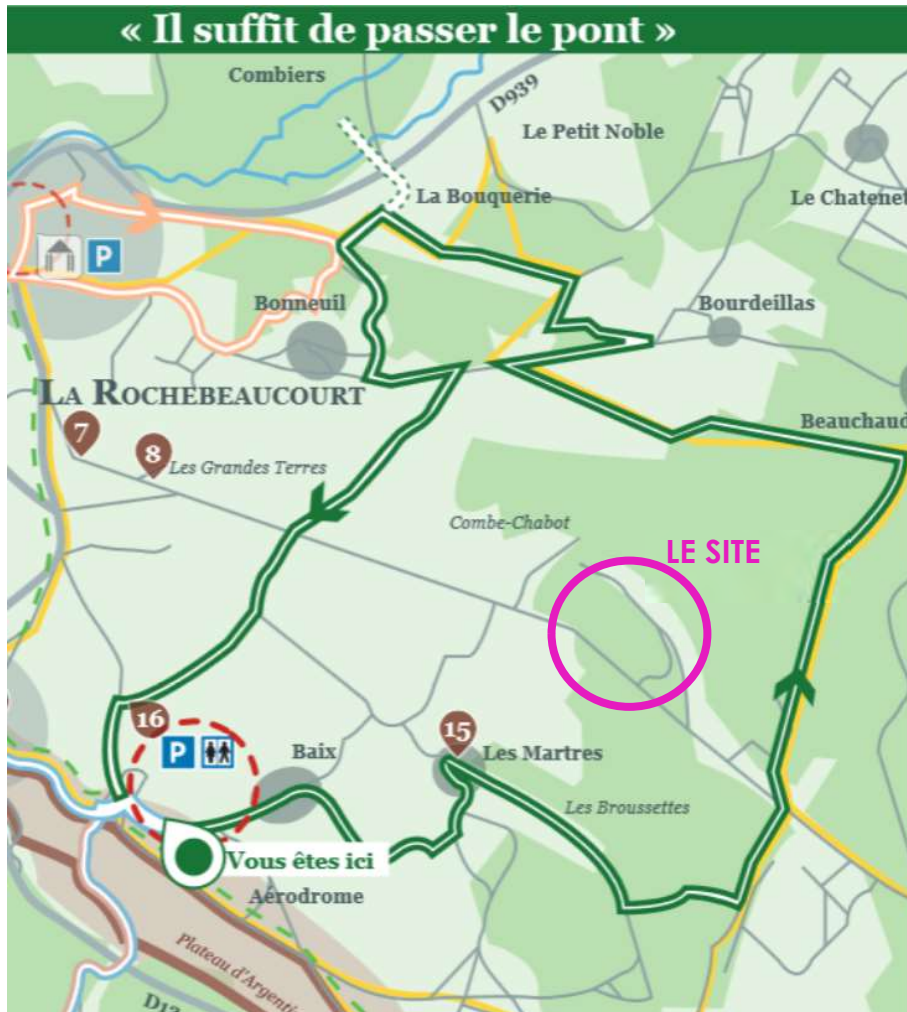 « Il suffit de passer le pont »
Combiers
D939
Le Petit Noble
La Bouquerie
Le Chatenet
P
Bonneuil
Bourdeillas
LA ROCHEBEAUCOURT
7
8
Les Grandes Terres
Beauchaud
Combe-Chabot
LE SITE
16
P
Baix
15
Les Martres
Les Broussettes
Vous êtes ici
Aérodrome
Plateau d'Argenti